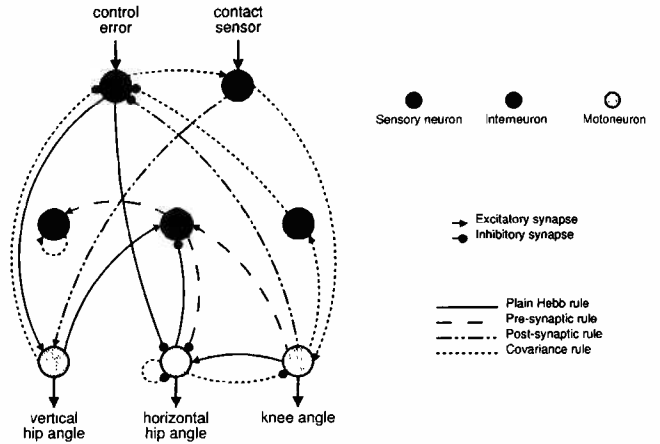 control
error
contact
sensor
Sensory neuron
Interneuron
Motoneuron
Excitatory synapse
Inhibitory synapse
Plain Hebb rule
Pre-synaptic rule
Post-synaptic rule
Covariance rule
vertical
hip angle
horizontal
hip angle
knee angle